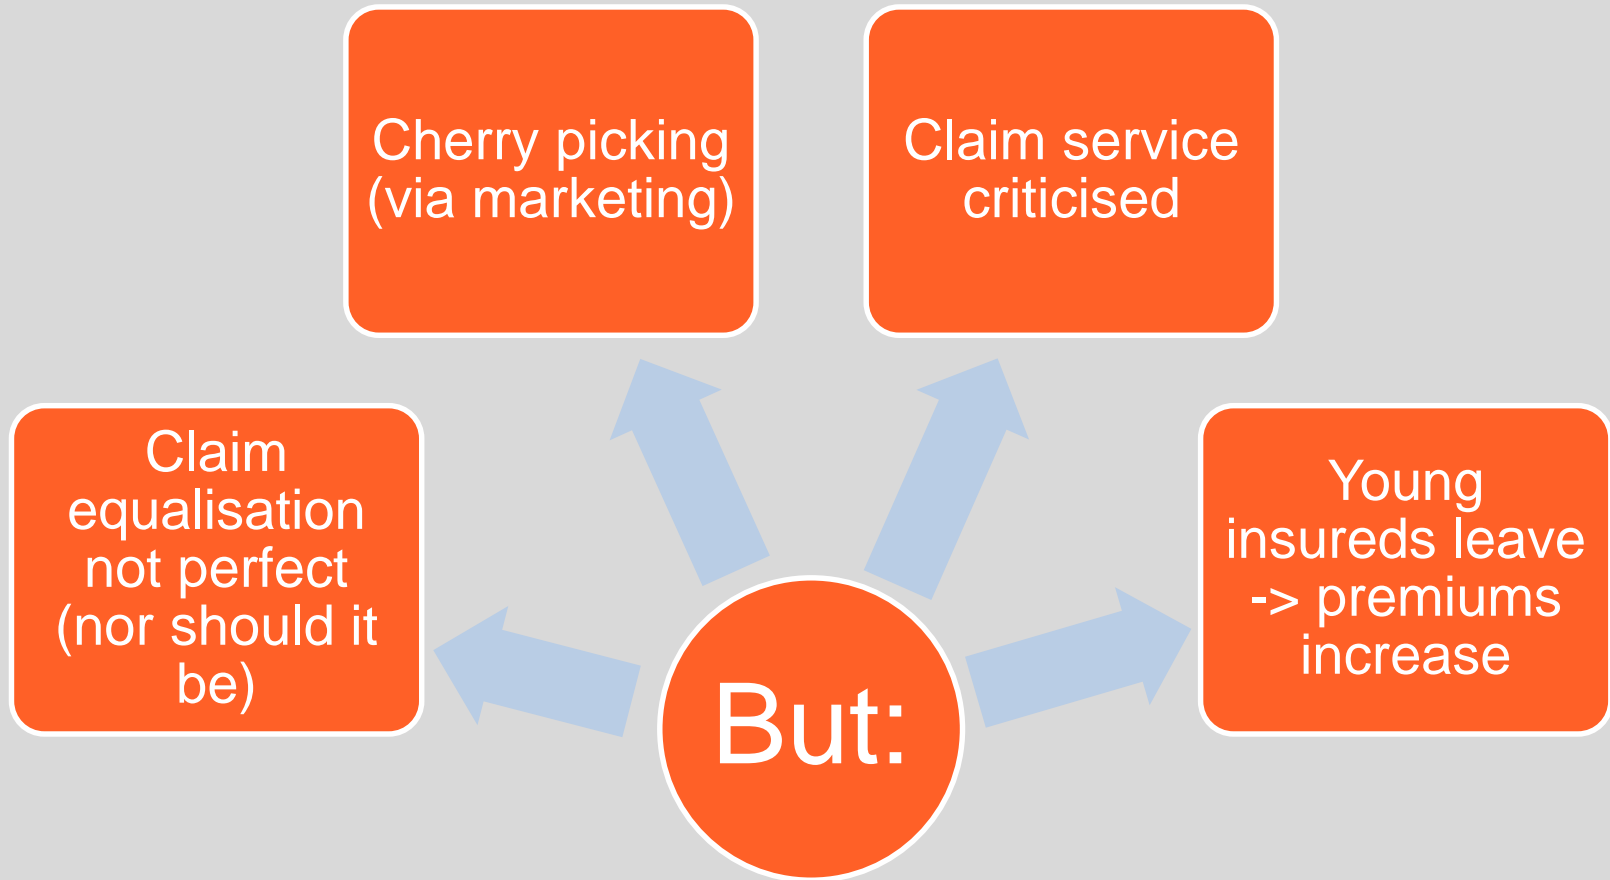 Cherry picking
(via marketing)
Claim service
criticised
Claim
equalisation
not perfect
(nor should it
be)
Young
insureds leave
-> premiums
increase
But: